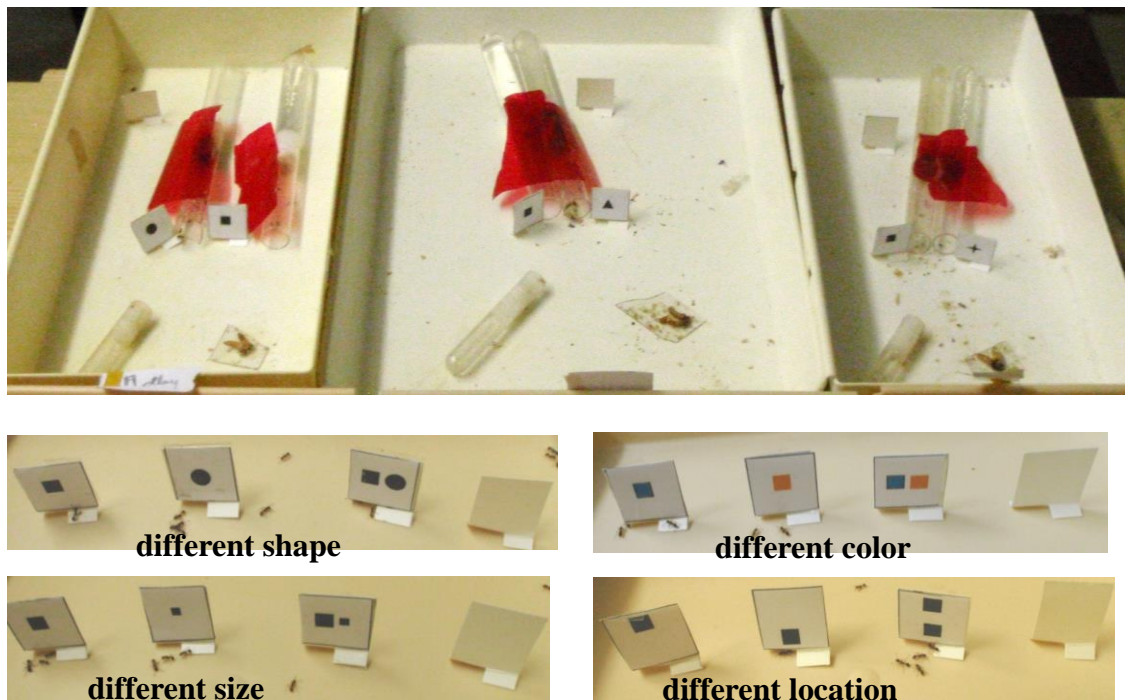 different shape
different color
different size
different location